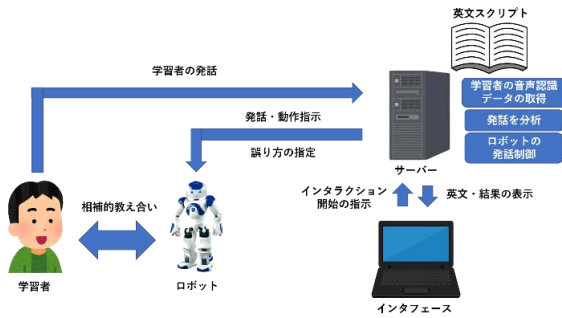 英文スクリプト
学習者の発話
学習者の音声認識
データの取得
発話・動作指示
発話を分析
誤り方の指定
ロボットの
発話制御
サーバー
インタラクション
開始の指示
英文・結果の表示
相補的教え合い
学習者
ロボット
インタフェース